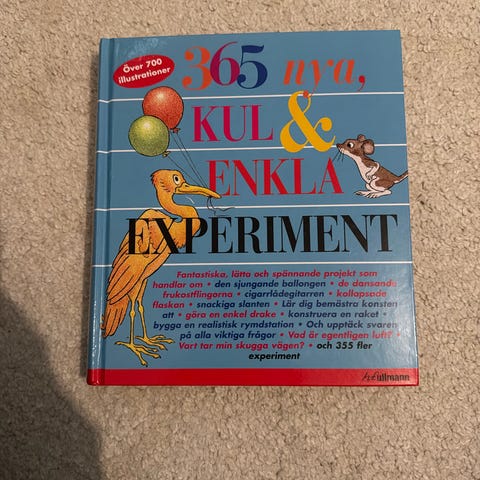 Över 700
illustrationer
365 nya,
KUL &
ENKLA
EXPERIMENT
Fantastiska, lätta och spännande projekt som
handlar om • den sjungande ballongen • de dansande
frukostflingorna • cigarrlådegitarren • kollapsade
flaskan • snackiga slanten • Lär dig bemästra konsten
att • göra en enkel drake • konstruera en raket •
bygga en realistisk rymdstation • Och upptäck svaren
på alla viktiga frågor • Vad är egentligen luft? •
Vart tar min skugga vägen? • och 355 fler
experiment
h.f.ullmann